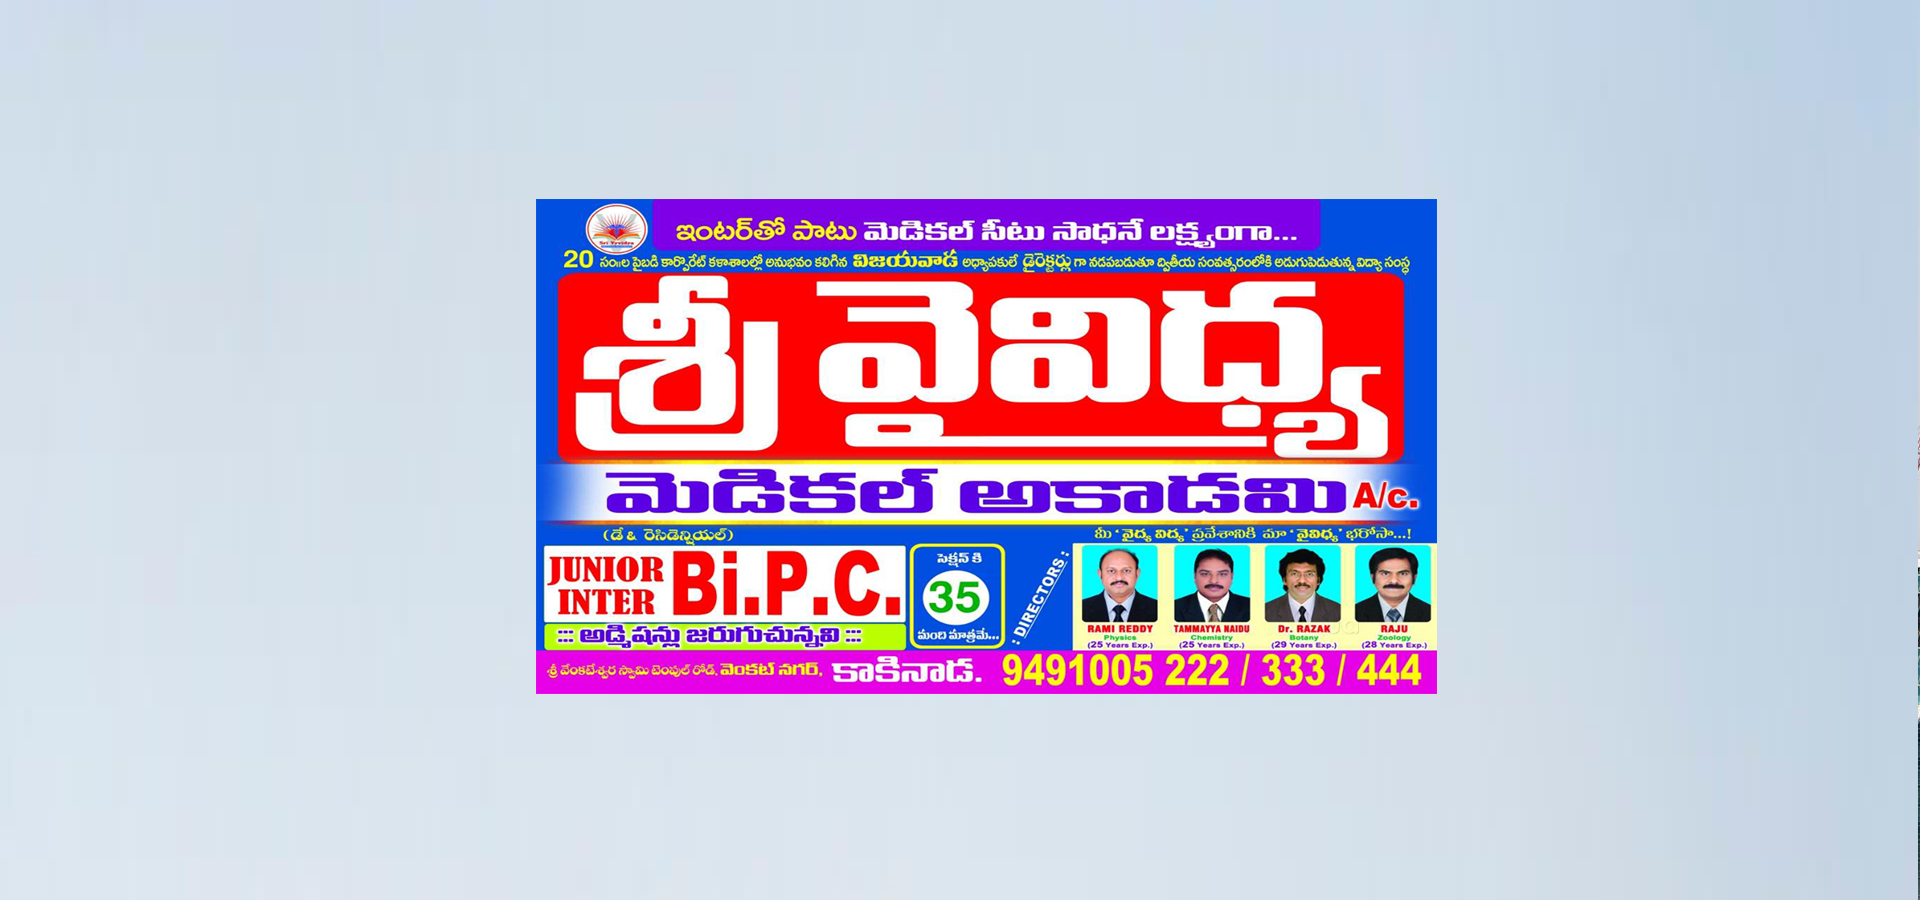 ఇంటర్‌తో పాటు మెడికల్ సీటు సాధనే లక్ష్యంగా...
20 సం॥ల పైబడి కార్పొరేట్ కళాశాలల్లో అనుభవం కలిగిన విజయవాడ అధ్యాపకులే డైరెక్టర్లు గా నడపబడుతూ ద్వితీయ సంవత్సరంలోకి అడుగుపెడుతున్న విద్యా సంస్థ
శ్రీ వైవిధ్య
మెడికల్ అకాడమి A/c.
(డే & రెసిడెన్షియల్)
మీ 'వైద్య విద్య' ప్రవేశానికి మా 'వైవిధ్య' భరోసా...!
JUNIOR INTER Bi.P.C.
::: అడ్మిషన్లు జరుగుచున్నవి :::
సెక్షన్ కి
35
మంది మాత్రమే...
: DIRECTORS :
RAMI REDDY
Physics
(25 Years Exp.)
TAMMAYYA NAIDU
Chemistry
(25 Years Exp.)
Dr. RAZAK
Botany
(29 Years Exp.)
RAJU
Zoology
(28 Years Exp.)
శ్రీ వేంకటేశ్వర స్వామి టెంపుల్ రోడ్, వెంకట్ నగర్, కాకినాడ. 9491005 222 / 333 / 444